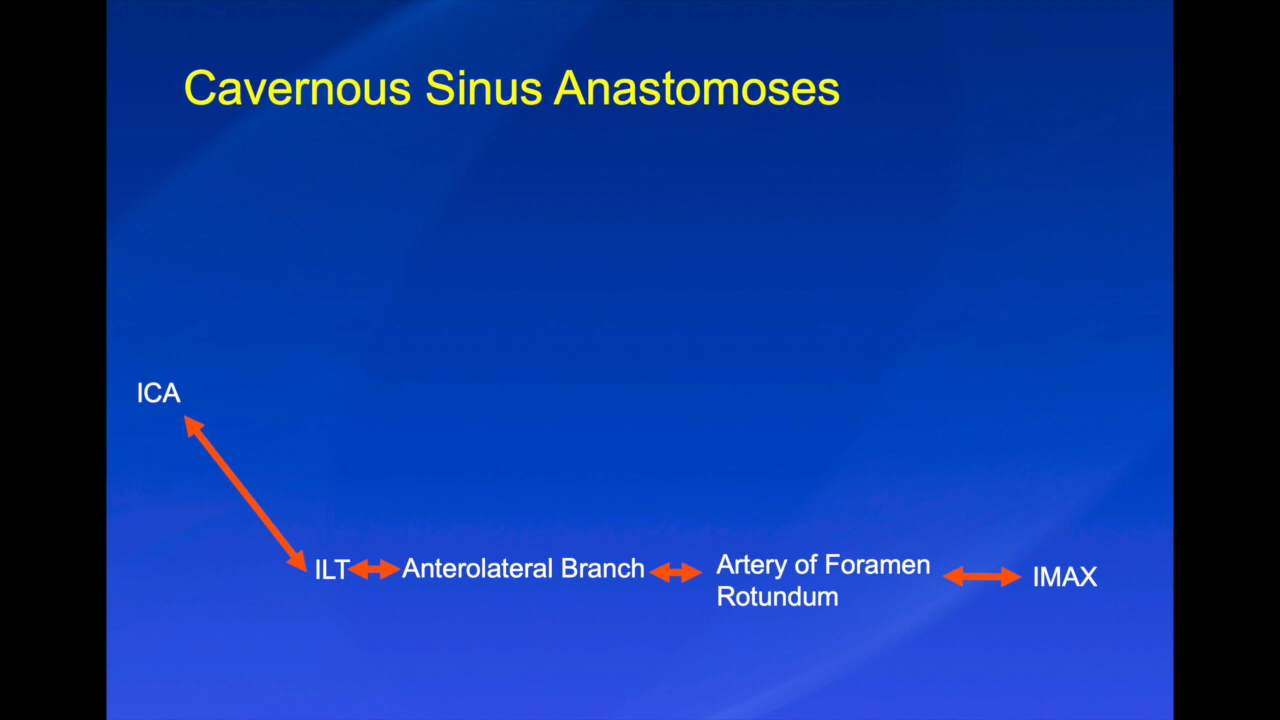 Cavernous Sinus Anastomoses
ICA
ILT
Anterolateral Branch
Artery of Foramen
Rotundum
IMAX